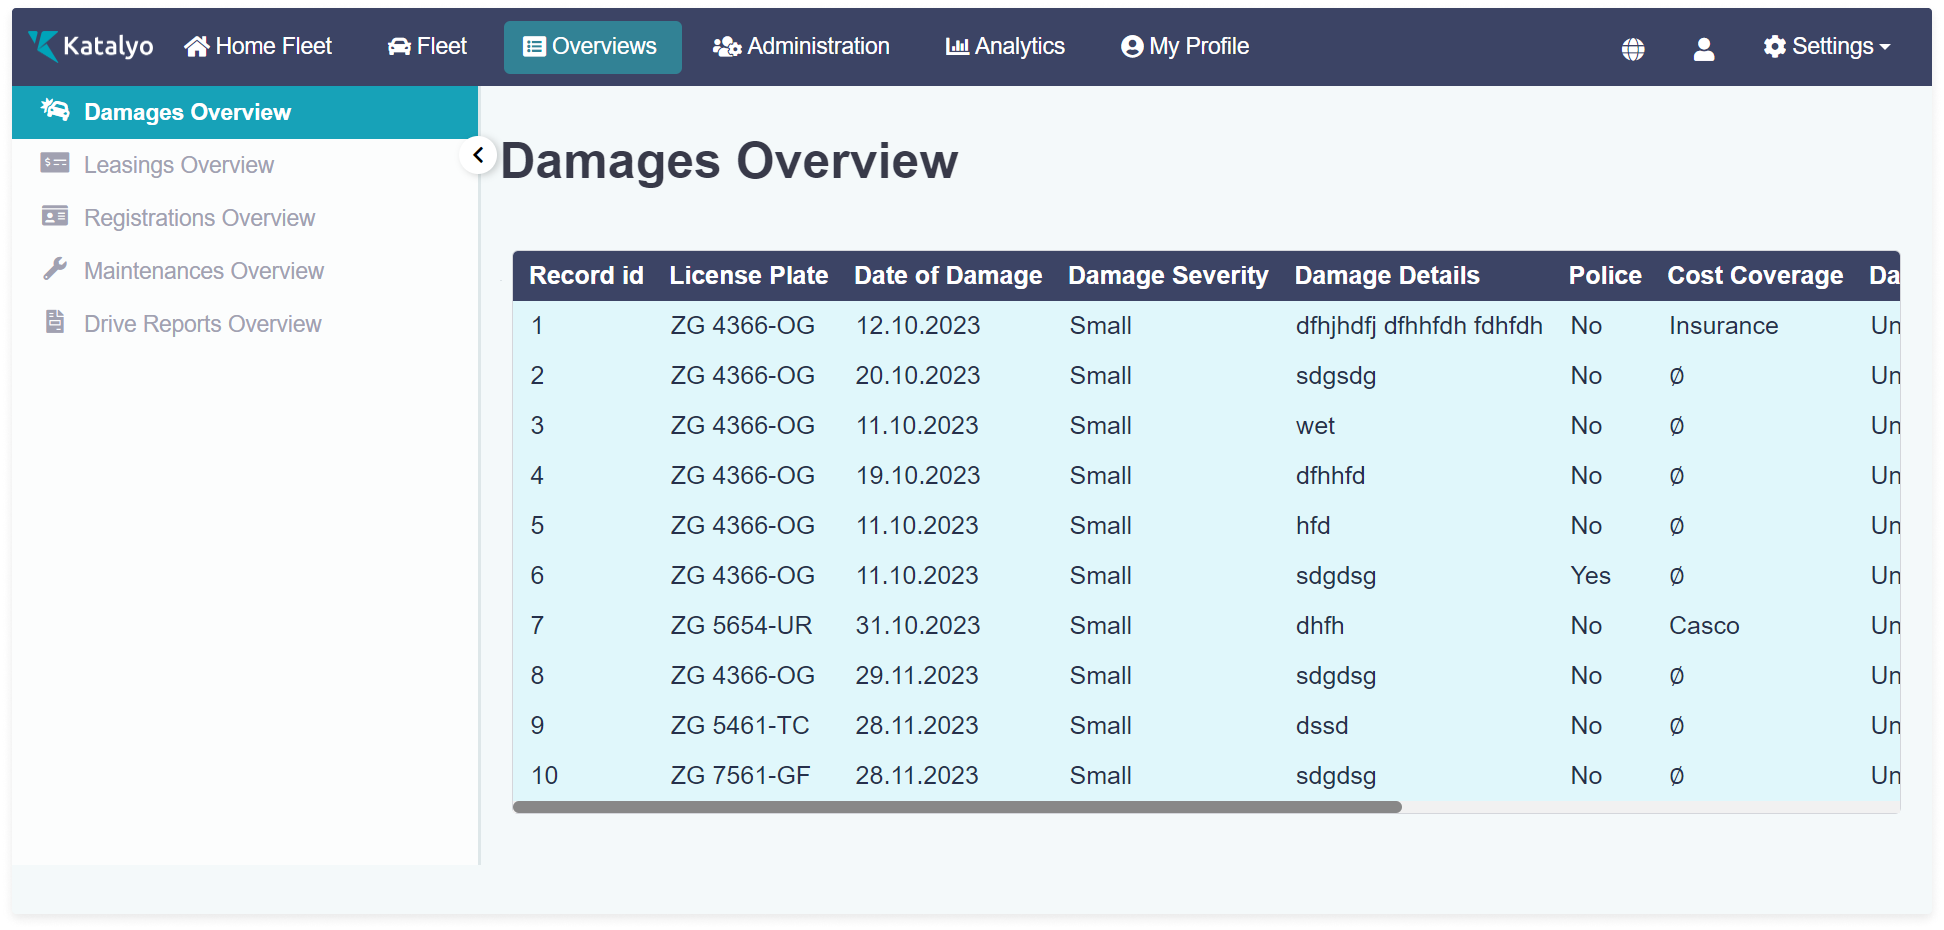 Katalyo Home Fleet Fleet Overviews Administration Analytics My Profile Settings
Damages Overview
Leasings Overview
Registrations Overview
Maintenances Overview
Drive Reports Overview
Damages Overview
Record id License Plate Date of Damage Damage Severity Damage Details Police Cost Coverage Da
1 ZG 4366-OG 12.10.2023 Small dfhjhdfj dfhhfdh fdhfdh No Insurance Un
2 ZG 4366-OG 20.10.2023 Small sdgsdg No Ø Un
3 ZG 4366-OG 11.10.2023 Small wet No Ø Un
4 ZG 4366-OG 19.10.2023 Small dfhhfd No Ø Un
5 ZG 4366-OG 11.10.2023 Small hfd No Ø Un
6 ZG 4366-OG 11.10.2023 Small sdgdsg Yes Ø Un
7 ZG 5654-UR 31.10.2023 Small dhfh No Casco Un
8 ZG 4366-OG 29.11.2023 Small sdgdsg No Ø Un
9 ZG 5461-TC 28.11.2023 Small dssd No Ø Un
10 ZG 7561-GF 28.11.2023 Small sdgdsg No Ø Un